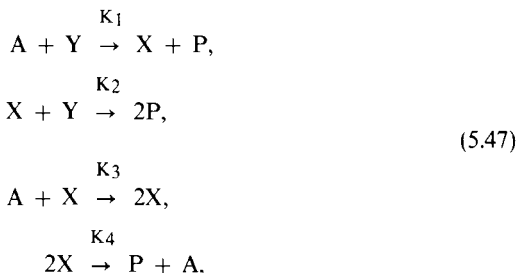 K1
A + Y → X + P,
K2
X + Y → 2P,
(5.47)
K3
A + X → 2X,
K4
2X → P + A,